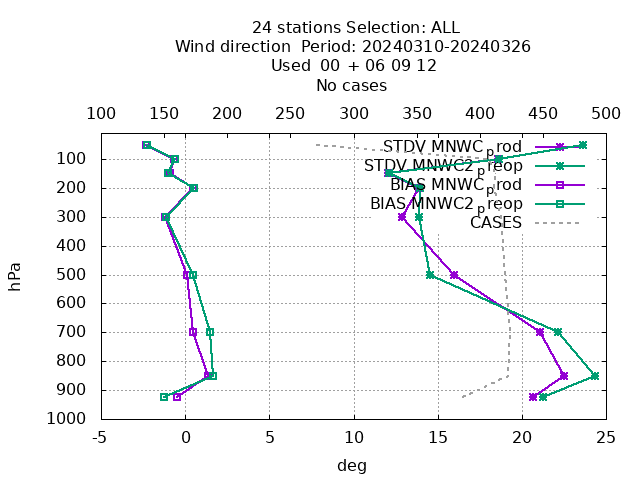 24 stations Selection: ALL
Wind direction  Period: 20240310-20240326
Used  00 + 06 09 12
No cases
100 150 200 250 300 350 400 450 500
STDV MNWC_prod
STDV MNWC2_preop
BIAS MNWC_prod
BIAS MNWC2_preop
CASES
100
200
300
400
500
600
700
800
900
1000
hPa
-5 0 5 10 15 20 25
deg